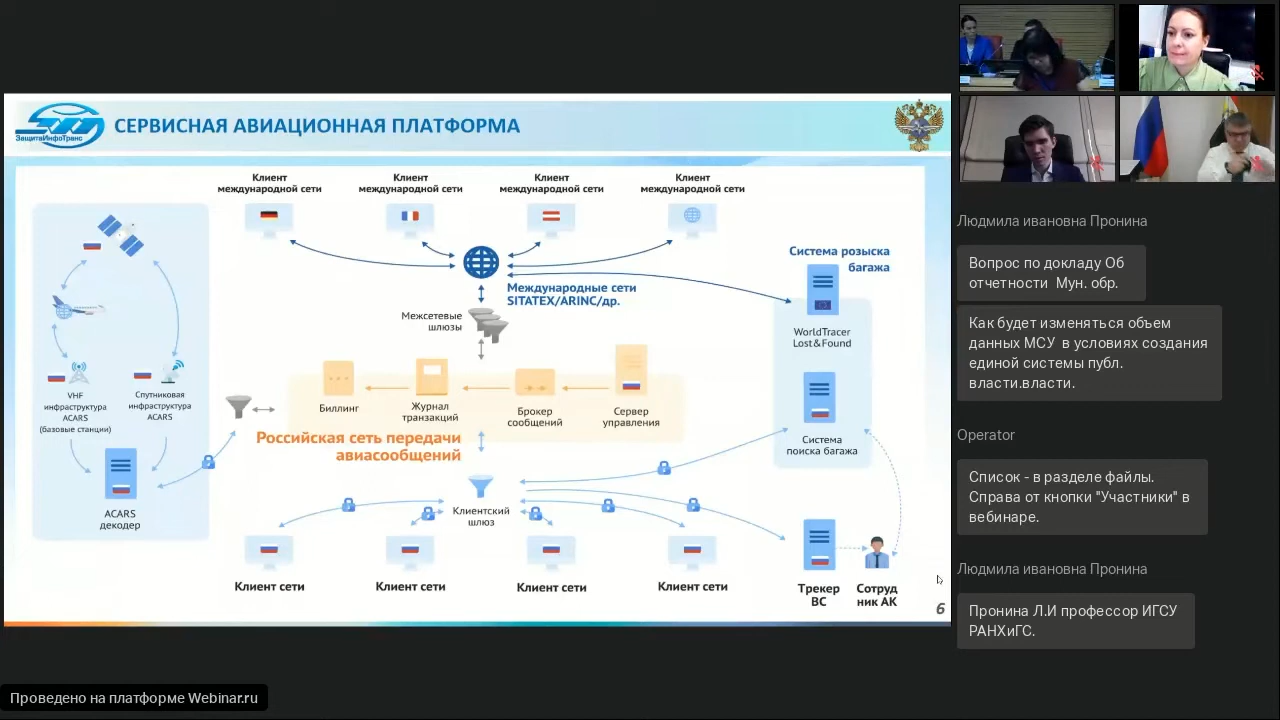 ЗащитаИнфоТранс
СЕРВИСНАЯ АВИАЦИОННАЯ ПЛАТФОРМА
Клиент
международной сети
Клиент
международной сети
Клиент
международной сети
Клиент
международной сети
Международные сети
SITATEX/ARINC/др.
Межсетевые
шлюзы
Система розыска
багажа
WorldTracer
Lost&Found
VHF
инфраструктура
ACARS
(базовые станции)
Спутниковая
инфраструктура
ACARS
ACARS
декодер
Биллинг
Журнал
транзакций
Брокер
сообщений
Сервер
управления
Российская сеть передачи
авиасообщений
Система
поиска багажа
Клиентский
шлюз
Клиент сети
Клиент сети
Клиент сети
Клиент сети
Трекер
ВС
Сотруд
ник АК
6
Людмила ивановна Пронина
Вопрос по докладу Об
отчетности Мун. обр.
Как будет изменяться объем
данных МСУ в условиях создания
единой системы публ.
власти.власти.
Operator
Список - в разделе файлы.
Справа от кнопки "Участники" в
вебинаре.
Людмила ивановна Пронина
Пронина Л.И профессор ИГСУ
РАНХиГС.
Проведено на платформе Webinar.ru